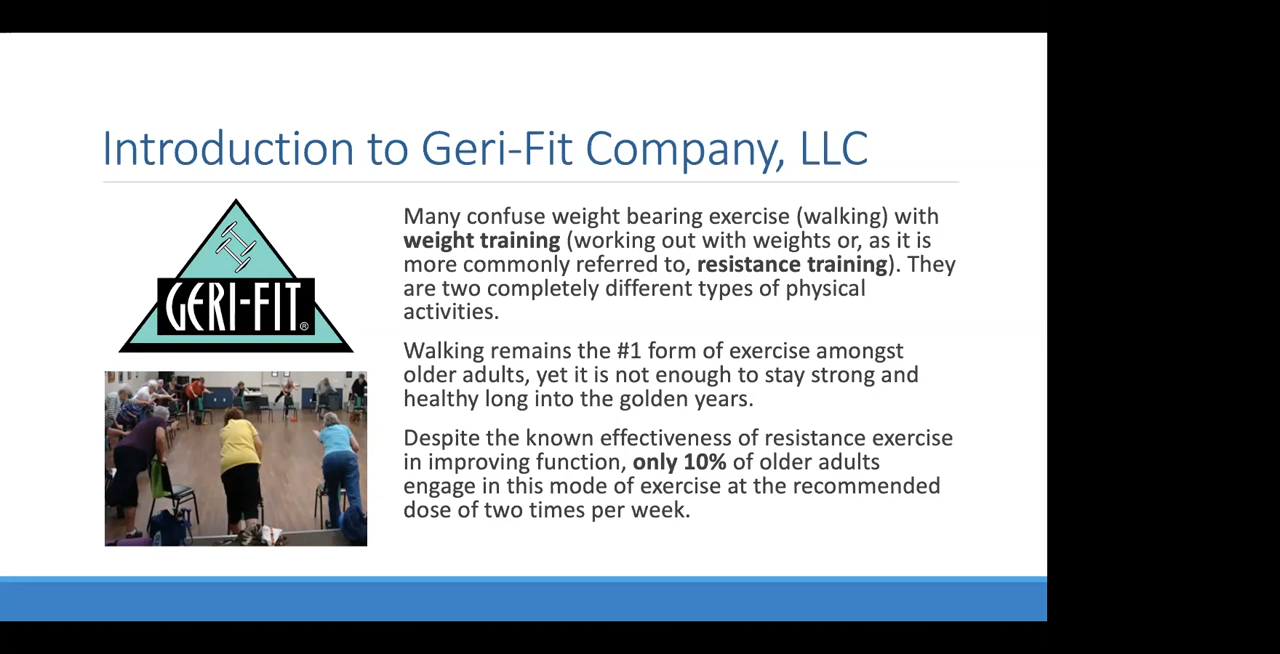 Introduction to Geri-Fit Company, LLC
GERI-FIT®
Many confuse weight bearing exercise (walking) with
weight training (working out with weights or, as it is
more commonly referred to, resistance training). They
are two completely different types of physical
activities.
Walking remains the #1 form of exercise amongst
older adults, yet it is not enough to stay strong and
healthy long into the golden years.
Despite the known effectiveness of resistance exercise
in improving function, only 10% of older adults
engage in this mode of exercise at the recommended
dose of two times per week.